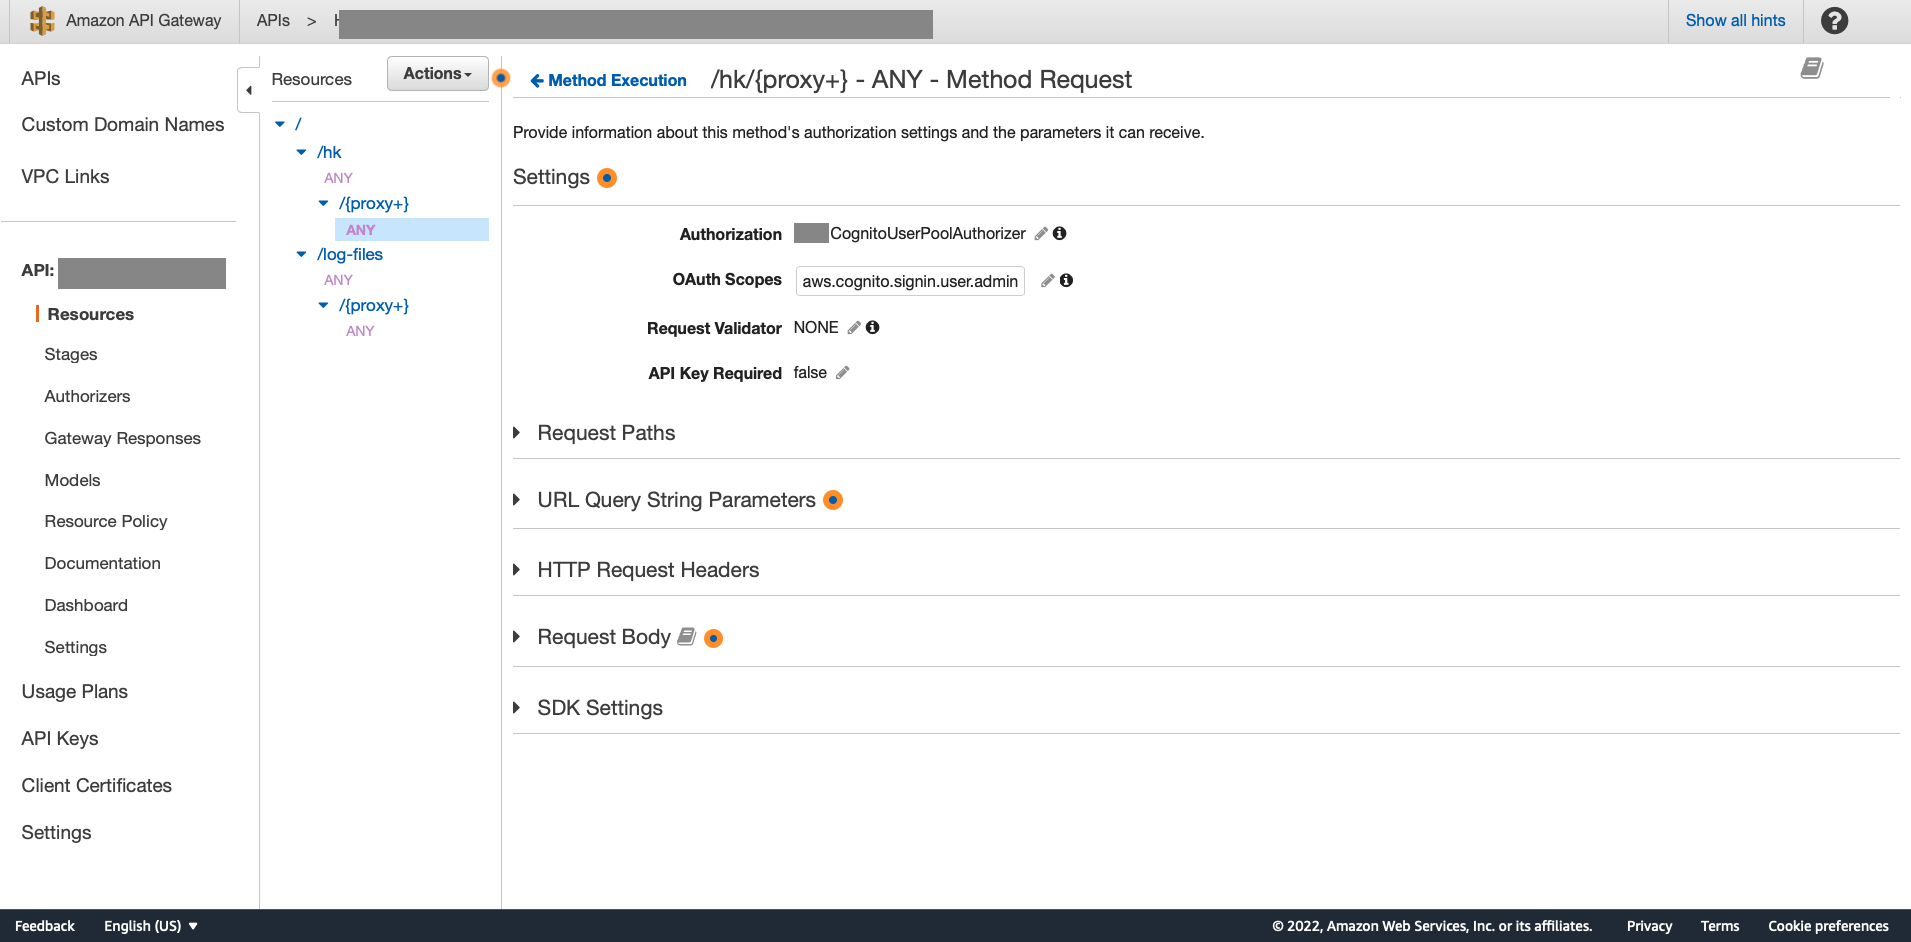 Amazon API Gateway
APIs >
Show all hints
?
APIs
Custom Domain Names
VPC Links
API:
Resources
Stages
Authorizers
Gateway Responses
Models
Resource Policy
Documentation
Dashboard
Settings
Usage Plans
API Keys
Client Certificates
Settings
Resources
Actions
/
/hk
ANY
/{proxy+}
ANY
/log-files
ANY
/{proxy+}
ANY
Method Execution /hk/{proxy+} - ANY - Method Request
Provide information about this method's authorization settings and the parameters it can receive.
Settings
Authorization CognitoUserPoolAuthorizer
OAuth Scopes aws.cognito.signin.user.admin
Request Validator NONE
API Key Required false
Request Paths
URL Query String Parameters
HTTP Request Headers
Request Body
SDK Settings
Feedback English (US)
© 2022, Amazon Web Services, Inc. or its affiliates. Privacy Terms Cookie preferences